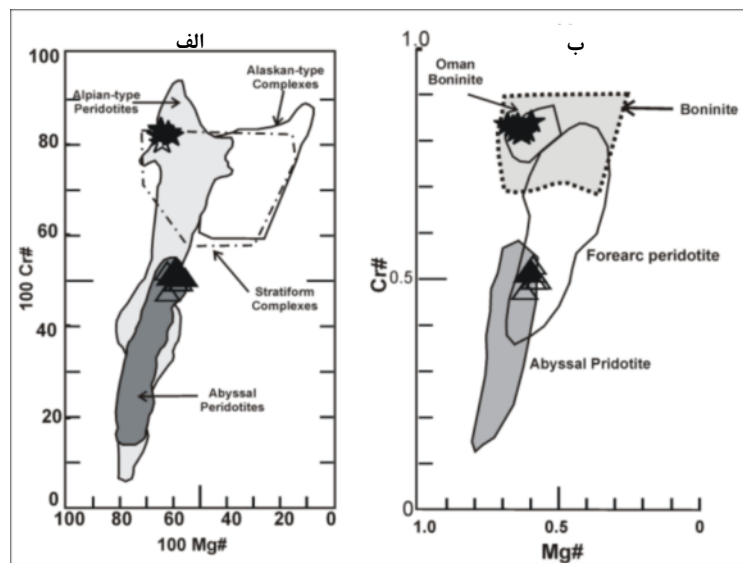 الف
100
80
60
40
20
0
100 Cr#
Alpian-type
Peridotites
Alaskan-type
Complexes
Stratiform
Complexes
Abyssal
Peridotites
100
80
60
40
20
0
100 Mg#
ب
1.0
0.5
0
Cr#
Oman
Boninite
Boninite
Forearc peridotite
Abyssal Pridotite
1.0
0.5
0
Mg#